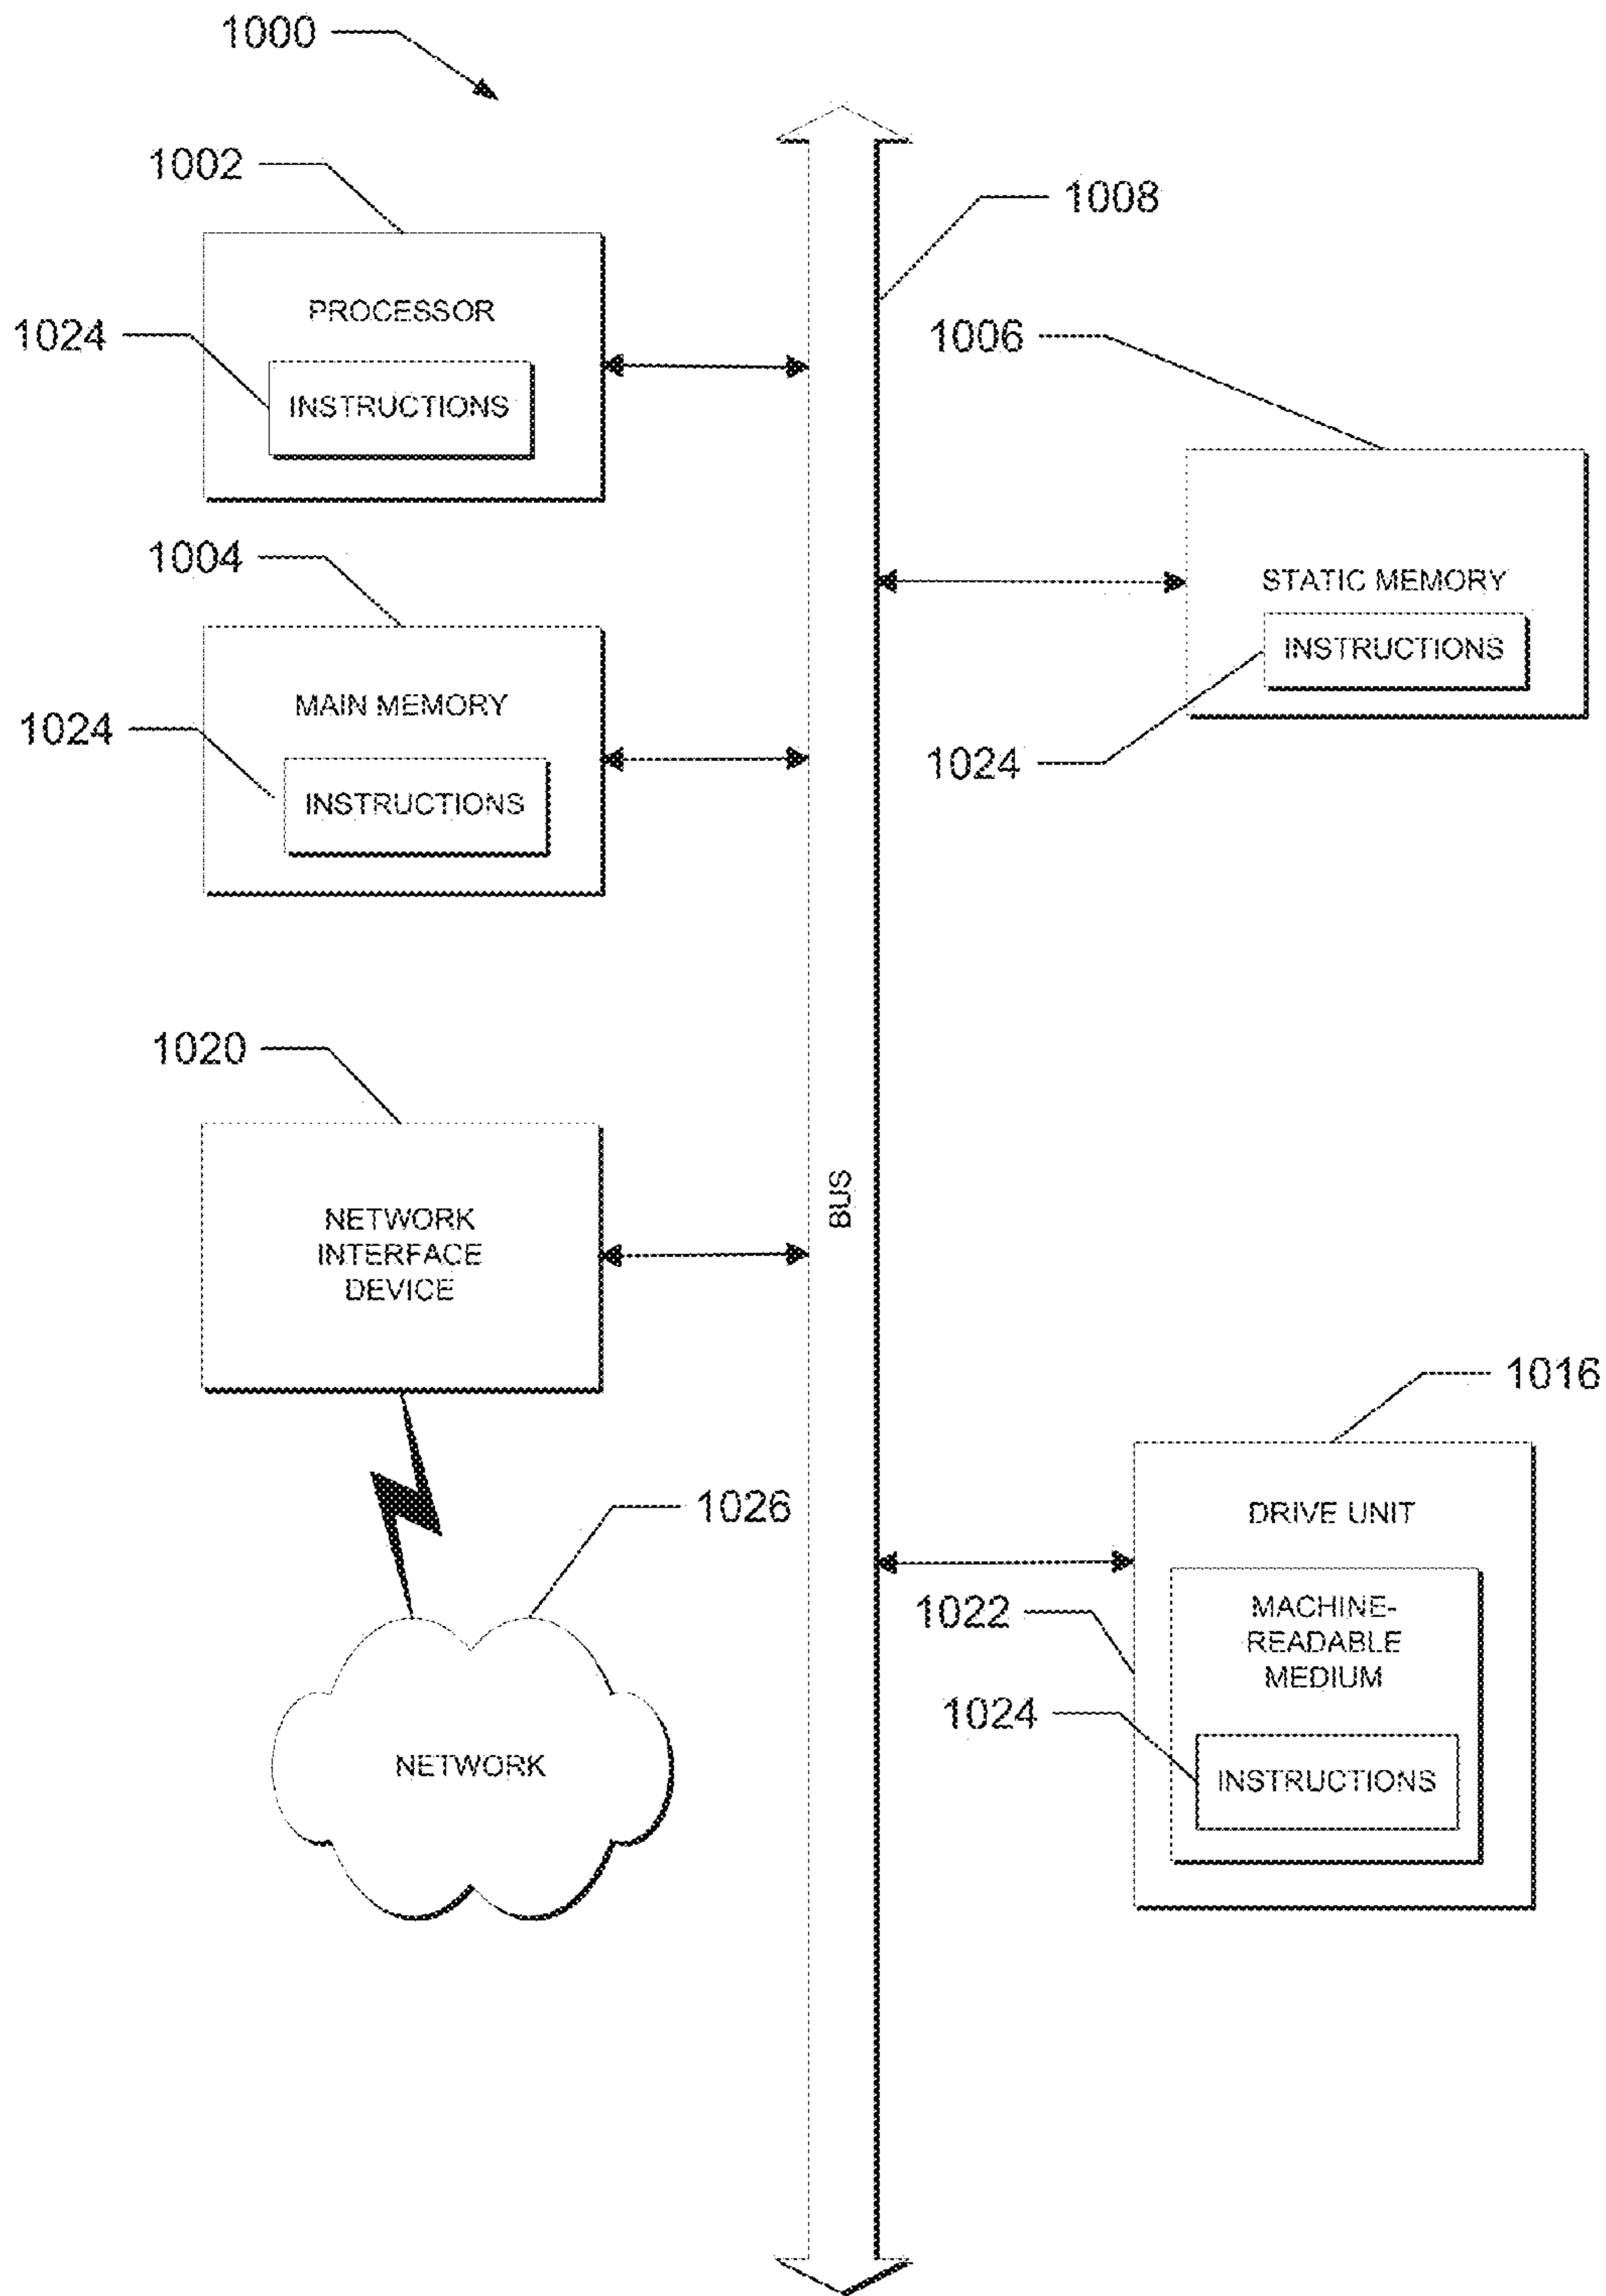 1000
1002
1008
PROCESSOR
1024
1006
INSTRUCTIONS
1004
STATIC MEMORY
INSTRUCTIONS
MAIN MEMORY
1024
1024
INSTRUCTIONS
1020
BUS
NETWORK
INTERFACE
DEVICE
1016
1026
DRIVE UNIT
1022
MACHINE-
READABLE
MEDIUM
1024
NETWORK
INSTRUCTIONS